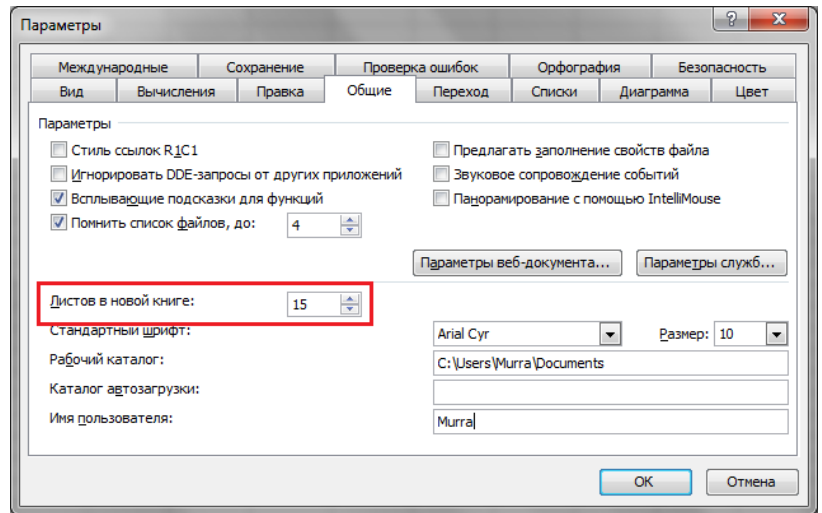 Параметры
Международные Сохранение Проверка ошибок Орфография Безопасность
Вид Вычисления Правка Общие Переход Списки Диаграмма Цвет
Параметры
Стиль ссылок R1C1 Предлагать заполнение свойств файла
Игнорировать DDE-запросы от других приложений Звуковое сопровождение событий
Всплывающие подсказки для функций Панорамирование с помощью IntelliMouse
Помнить список файлов, до: 4
Параметры веб-документа... Параметры служб...
Листов в новой книге: 15
Стандартный шрифт: Arial Cyr Размер: 10
Рабочий каталог: C:\Users\Murra\Documents
Каталог автозагрузки:
Имя пользователя: Murra
OK Отмена